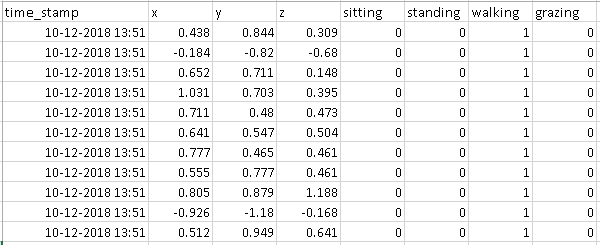 time_stamp x y z sitting standing walking grazing
10-12-2018 13:51 0.438 0.844 0.309 0 0 1 0
10-12-2018 13:51 -0.184 -0.82 -0.68 0 0 1 0
10-12-2018 13:51 0.652 0.711 0.148 0 0 1 0
10-12-2018 13:51 1.031 0.703 0.395 0 0 1 0
10-12-2018 13:51 0.711 0.48 0.473 0 0 1 0
10-12-2018 13:51 0.641 0.547 0.504 0 0 1 0
10-12-2018 13:51 0.777 0.465 0.461 0 0 1 0
10-12-2018 13:51 0.555 0.777 0.461 0 0 1 0
10-12-2018 13:51 0.805 0.879 1.188 0 0 1 0
10-12-2018 13:51 -0.926 -1.18 -0.168 0 0 1 0
10-12-2018 13:51 0.512 0.949 0.641 0 0 1 0